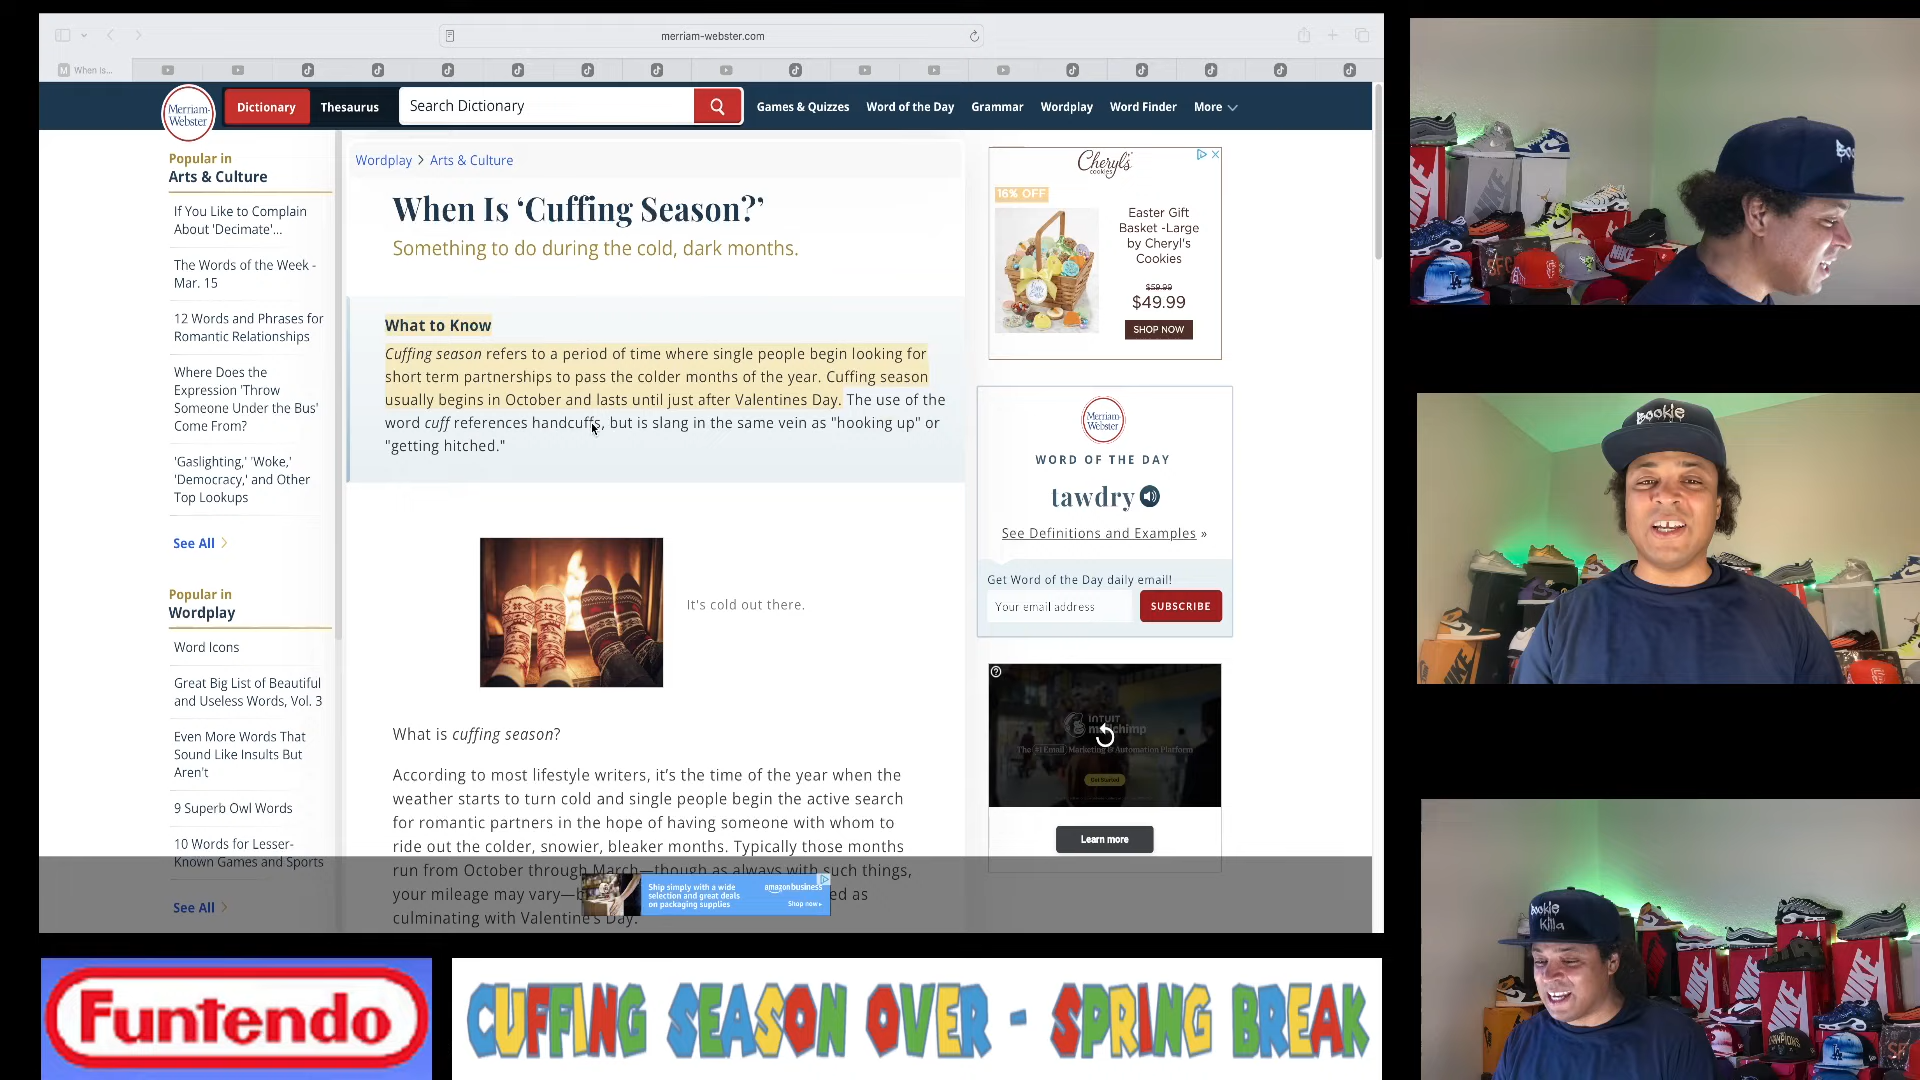 merriam-webster.com
When Is...
Merriam-
Webster
Dictionary
Thesaurus
Search Dictionary
Games & Quizzes
Word of the Day
Grammar
Wordplay
Word Finder
More
Popular in
Arts & Culture
If You Like to Complain
About 'Decimate'...
The Words of the Week -
Mar. 15
12 Words and Phrases for
Romantic Relationships
Where Does the
Expression 'Throw
Someone Under the Bus'
Come From?
'Gaslighting,' 'Woke,'
'Democracy,' and Other
Top Lookups
See All
Popular in
Wordplay
Word Icons
Great Big List of Beautiful
and Useless Words, Vol. 3
Even More Words That
Sound Like Insults But
Aren't
9 Superb Owl Words
10 Words for Lesser-
Known Games and Sports
See All
Wordplay > Arts & Culture
When Is ‘Cuffing Season?’
Something to do during the cold, dark months.
What to Know
Cuffing season refers to a period of time where single people begin looking for
short term partnerships to pass the colder months of the year. Cuffing season
usually begins in October and lasts until just after Valentines Day. The use of the
word cuff references handcuffs, but is slang in the same vein as "hooking up" or
"getting hitched."
It's cold out there.
What is cuffing season?
According to most lifestyle writers, it’s the time of the year when the
weather starts to turn cold and single people begin the active search
for romantic partners in the hope of having someone with whom to
ride out the colder, snowier, bleaker months. Typically those months
run from October through March—though as always with such things,
your mileage may vary—b
ed as
culminating with Valentine's Day.
Ship simply with a wide
selection and great deals
on packaging supplies
amazon business
Shop now
Cheryl's
cookies
16% OFF
Easter Gift
Basket -Large
by Cheryl's
Cookies
$59.99
$49.99
SHOP NOW
Merriam
Webster
WORD OF THE DAY
tawdry
See Definitions and Examples »
Get Word of the Day daily email!
Your email address
SUBSCRIBE
INTUIT
mailchimp
The #1 Email Marketing & Automation Platform
Get Started
Learn more
NIKE
NIKE
Bookie
NIKE
Bookie
Killa
NIKE
NIKE
CHAMPIONS
Funtendo
CUFFING SEASON OVER - SPRING BREAK